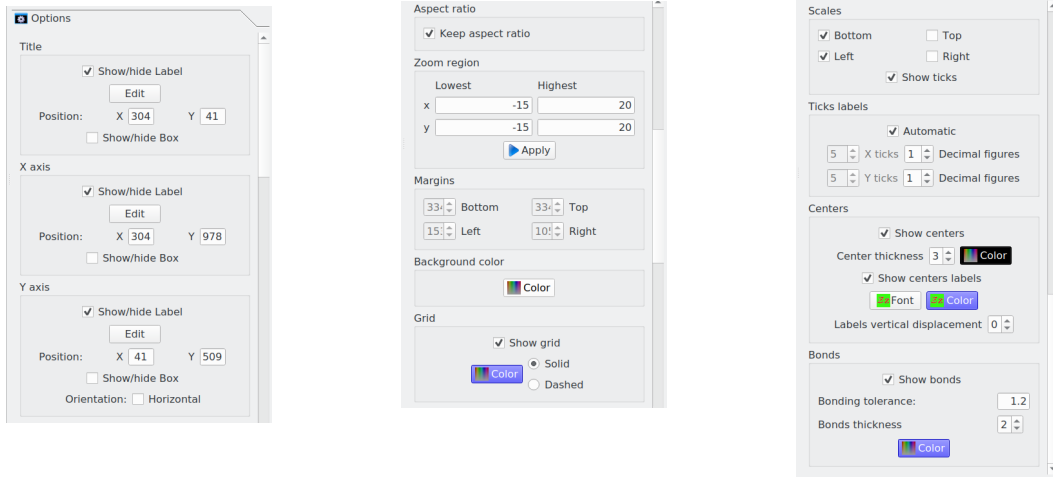 Options
Title
Show/hide Label
Edit
Position: X 304 Y 41
Show/hide Box
X axis
Show/hide Label
Edit
Position: X 304 Y 978
Show/hide Box
Y axis
Show/hide Label
Edit
Position: X 41 Y 509
Show/hide Box
Orientation: Horizontal
Aspect ratio
Keep aspect ratio
Zoom region
Lowest Highest
x -15 20
y -15 20
Apply
Margins
Bottom Top
Left Right
Background color
Color
Grid
Show grid
Color Solid
Dashed
Scales
Bottom Top
Left Right
Show ticks
Ticks labels
Automatic
5 X ticks 1 Decimal figures
5 Y ticks 1 Decimal figures
Centers
Show centers
Center thickness 3 Color
Show centers labels
Zz Font Zz Color
Labels vertical displacement 0
Bonds
Show bonds
Bonding tolerance: 1.2
Bonds thickness 2
Color